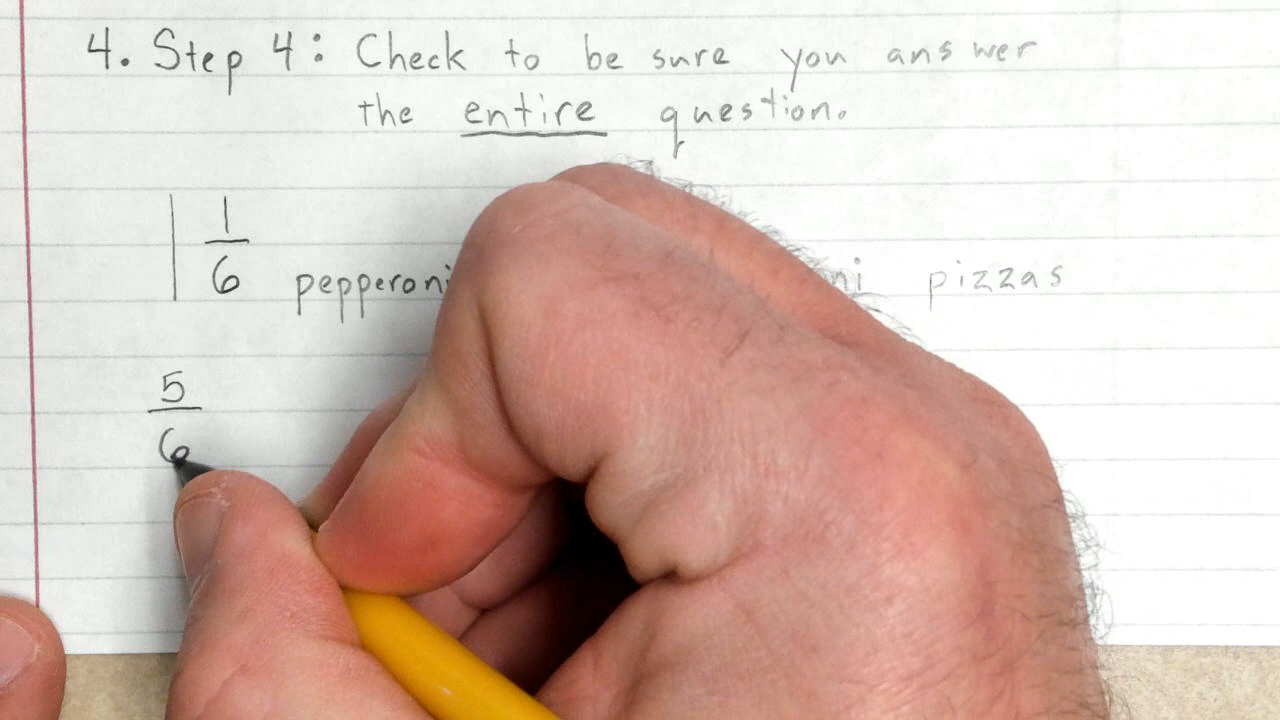 4. Step 4: Check to be sure you answer
the entire question.
1 1/6 pepperoni pizzas
5/6